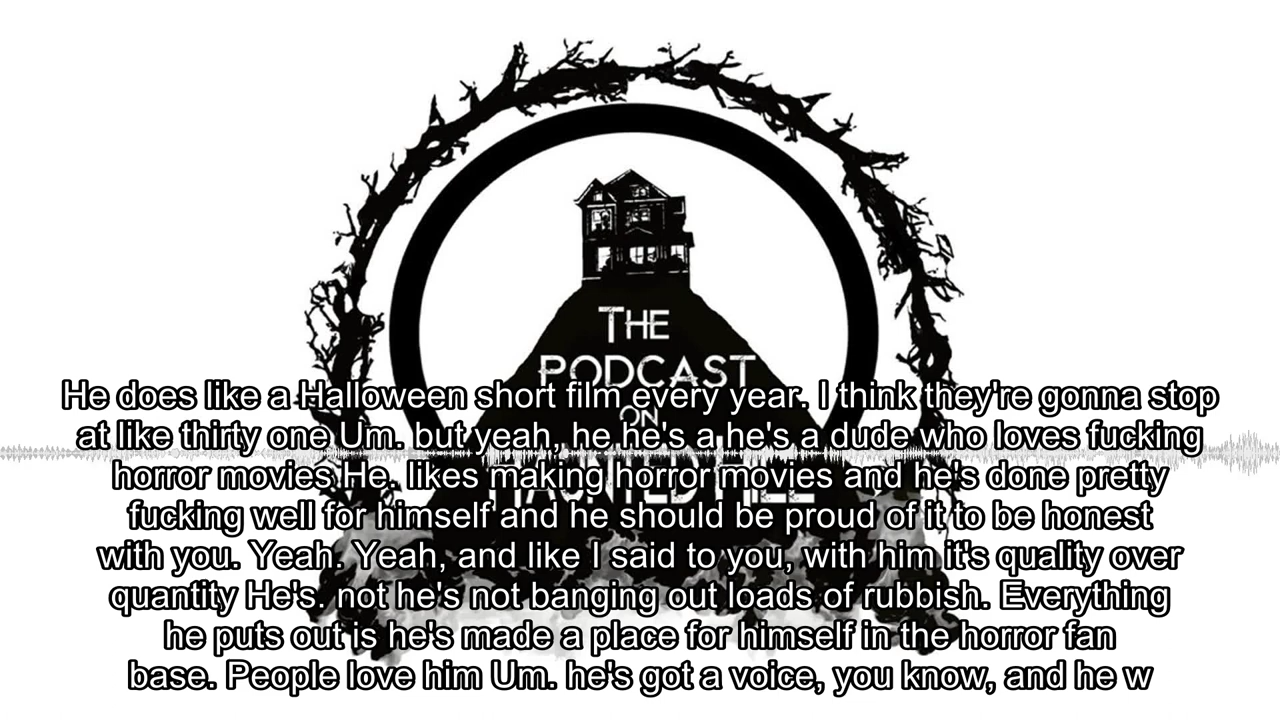 THE
PODCAST
ON
HAUNTED HILL
He does like a Halloween short film every year. I think they're gonna stop
at like thirty one Um. but yeah, he he's a he's a dude who loves fucking
horror movies He. likes making horror movies and he's done pretty
fucking well for himself and he should be proud of it to be honest
with you. Yeah. Yeah, and like I said to you, with him it's quality over
quantity He's. not he's not banging out loads of rubbish. Everything
he puts out is he's made a place for himself in the horror fan
base. People love him Um. he's got a voice, you know, and he w